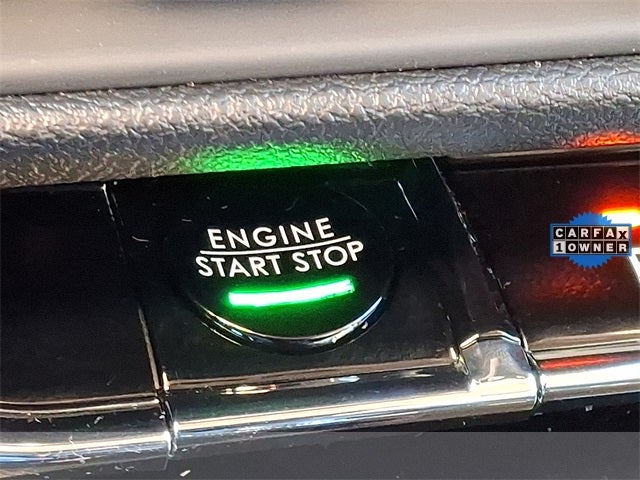 ENGINE
START STOP
CARFAX
1 OWNER